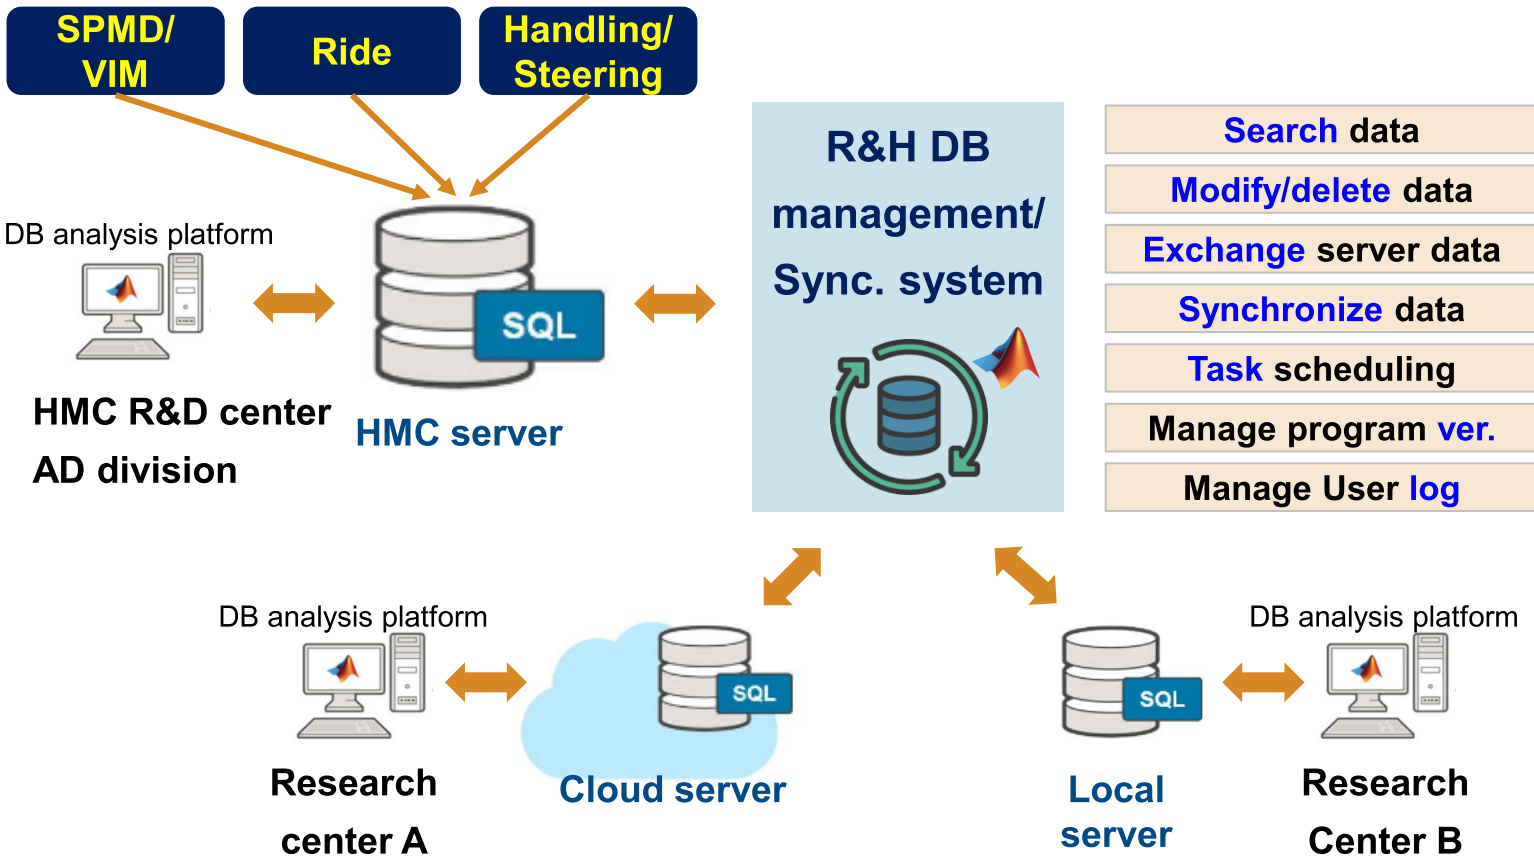 SPMD/
VIM
Ride
Handling/
Steering
R&H DB
management/
Sync. system
Search data
Modify/delete data
Exchange server data
Synchronize data
Task scheduling
Manage program ver.
Manage User log
DB analysis platform
SQL
HMC R&D center
AD division
HMC server
DB analysis platform
SQL
Research
center A
Cloud server
SQL
Local
server
DB analysis platform
Research
Center B